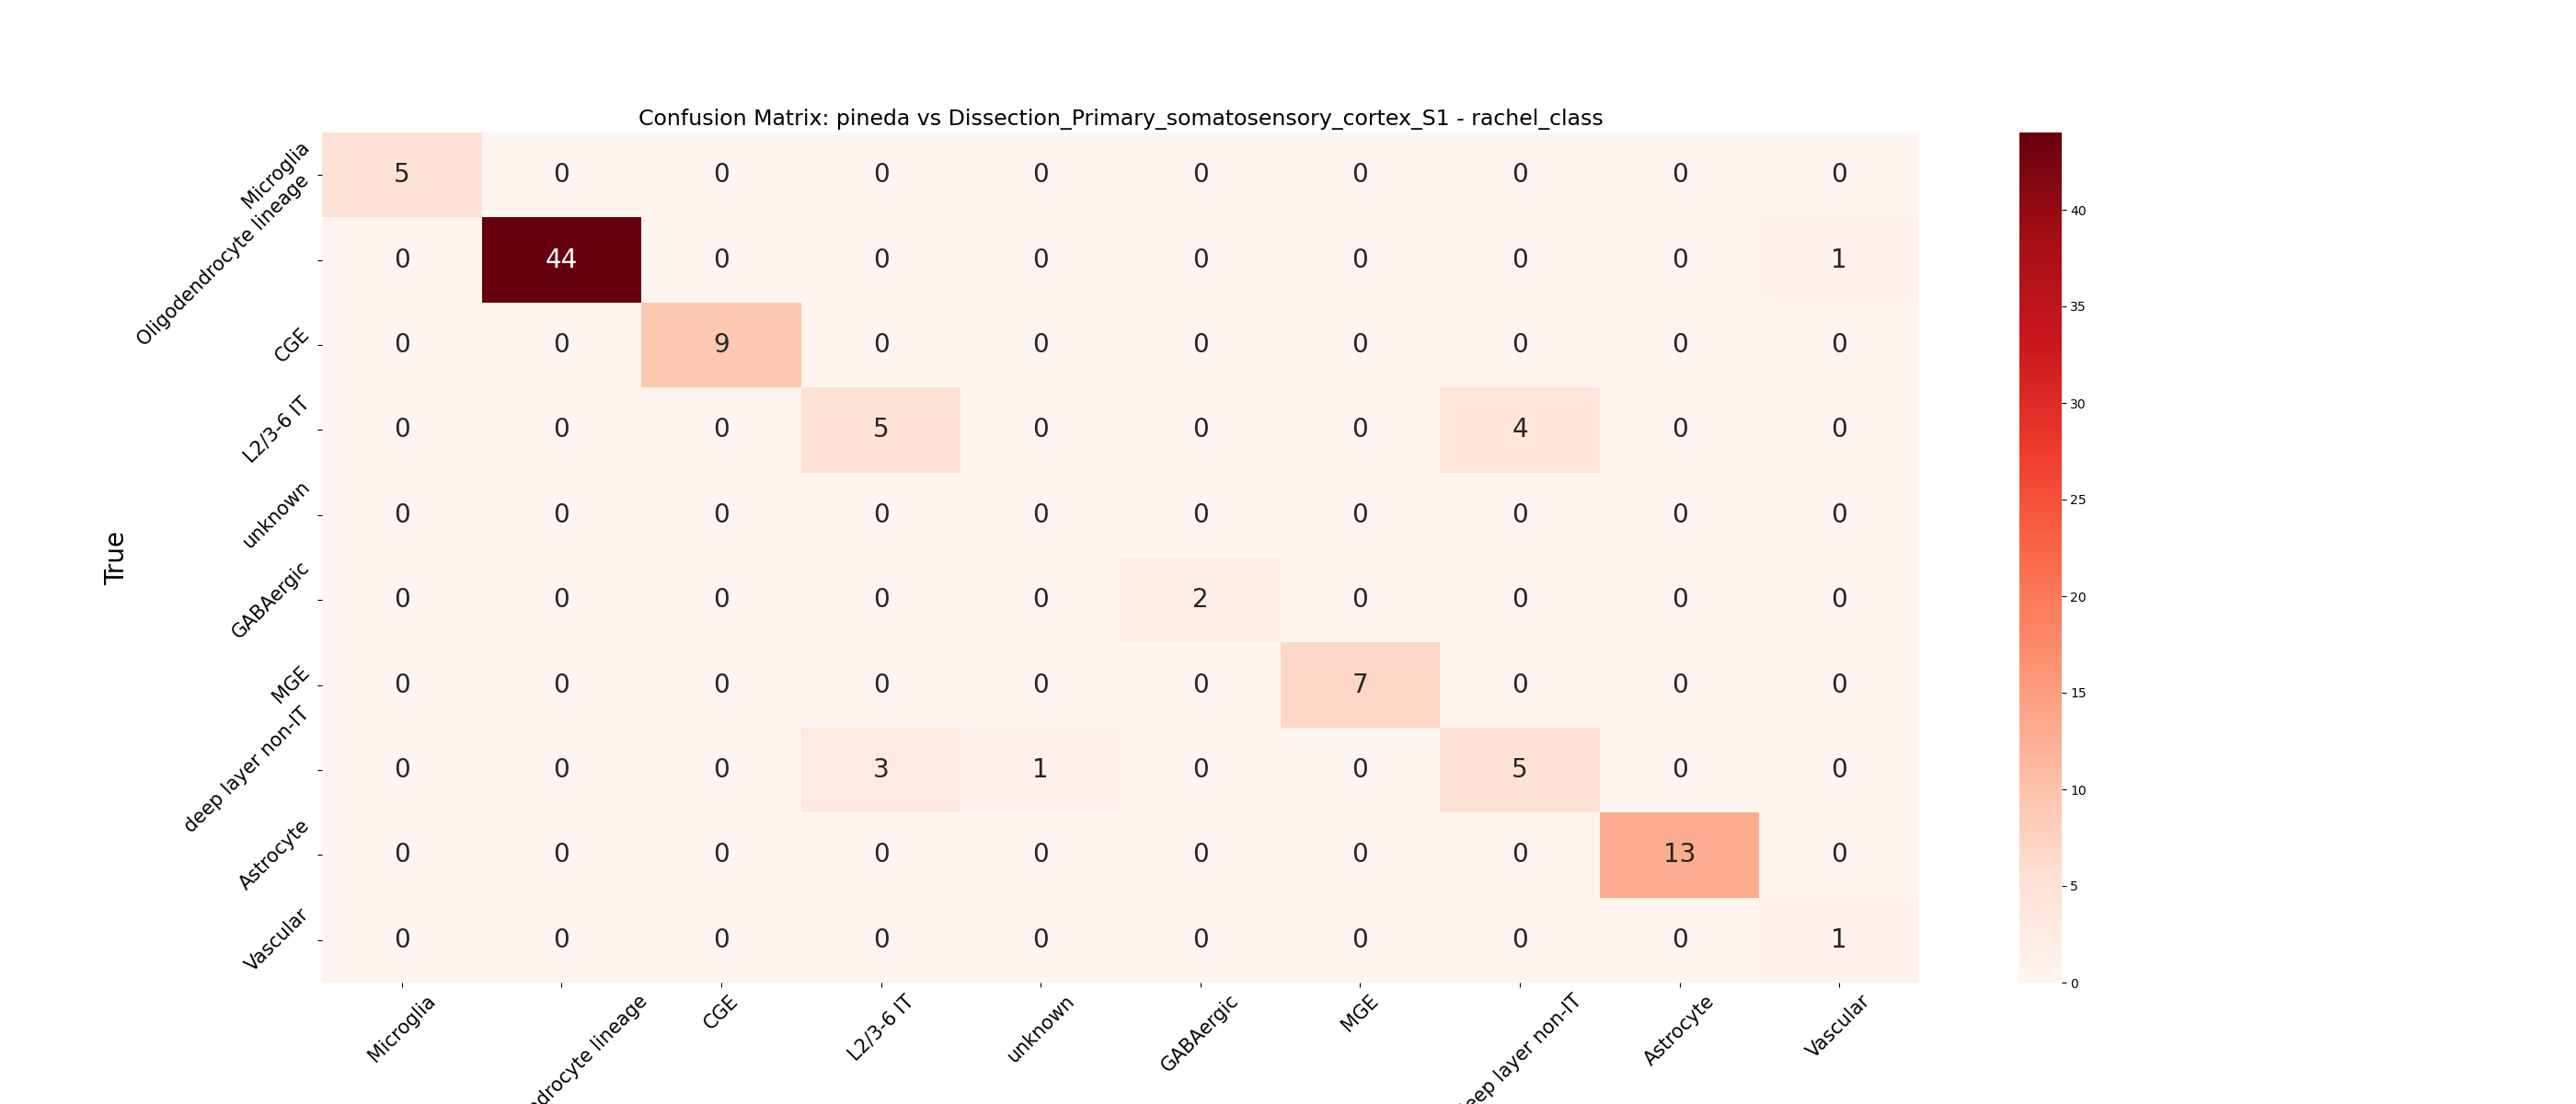 Confusion Matrix: pineda vs Dissection_Primary_somatosensory_cortex_S1 - rachel_class
True
Microglia 5 0 0 0 0 0 0 0 0 0
Oligodendrocyte lineage 0 44 0 0 0 0 0 0 0 1
CGE 0 0 9 0 0 0 0 0 0 0
L2/3-6 IT 0 0 0 5 0 0 0 4 0 0
unknown 0 0 0 0 0 0 0 0 0 0
GABAergic 0 0 0 0 0 2 0 0 0 0
MGE 0 0 0 0 0 0 7 0 0 0
deep layer non-IT 0 0 0 3 1 0 0 5 0 0
Astrocyte 0 0 0 0 0 0 0 0 13 0
Vascular 0 0 0 0 0 0 0 0 0 1
Microglia
lineage
CGE
L2/3-6 IT
unknown
GABAergic
MGE
layer non-IT
Astrocyte
Vascular
40
35
30
25
20
15
10
5
0